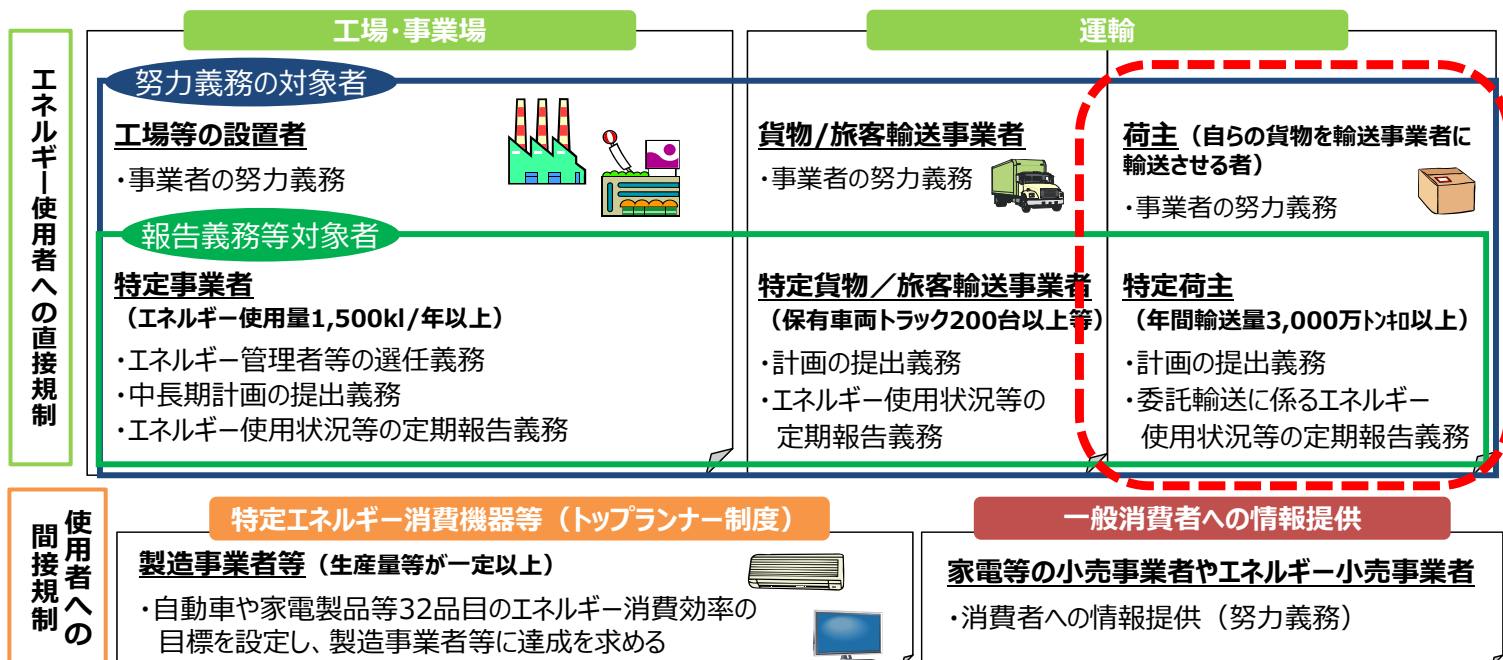 エネルギー使用者への直接規制
工場・事業場
努力義務の対象者
工場等の設置者
・事業者の努力義務
報告義務等対象者
特定事業者
（エネルギー使用量1,500kl/年以上）
・エネルギー管理者等の選任義務
・中長期計画の提出義務
・エネルギー使用状況等の定期報告義務
運輸
貨物/旅客輸送事業者
・事業者の努力義務
特定貨物／旅客輸送事業者
（保有車両トラック200台以上等）
・計画の提出義務
・エネルギー使用状況等の
定期報告義務
荷主（自らの貨物を輸送事業者に
輸送させる者）
・事業者の努力義務
特定荷主
（年間輸送量3,000万トンキロ以上）
・計画の提出義務
・委託輸送に係るエネルギー
使用状況等の定期報告義務
使用者への
間接規制
特定エネルギー消費機器等（トップランナー制度）
製造事業者等（生産量等が一定以上）
・自動車や家電製品等32品目のエネルギー消費効率の
目標を設定し、製造事業者等に達成を求める
一般消費者への情報提供
家電等の小売事業者やエネルギー小売事業者
・消費者への情報提供（努力義務）